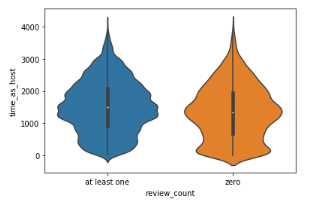 4000
3000
2000
1000
0
time_as_host
at least one
zero
review_count